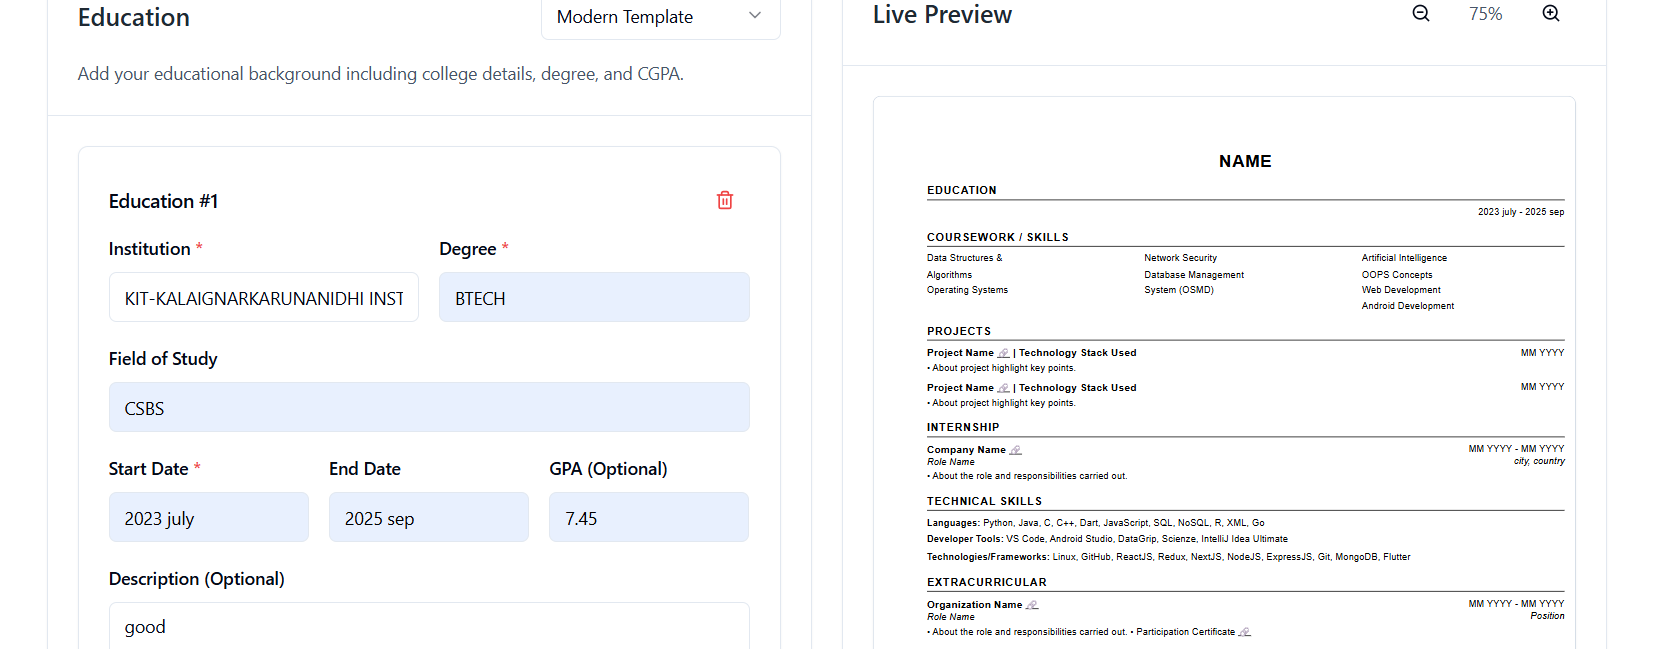 Education
Modern Template
Add your educational background including college details, degree, and CGPA.
Education #1
Institution *
Degree *
KIT-KALAIGNARKARUNANIDHI INST
BTECH
Field of Study
CSBS
Start Date *
End Date
GPA (Optional)
2023 july
2025 sep
7.45
Description (Optional)
good
Live Preview
75%
NAME
EDUCATION
2023 july - 2025 sep
COURSEWORK / SKILLS
Data Structures &
Algorithms
Operating Systems
Network Security
Database Management
System (OSMD)
Artificial Intelligence
OOPS Concepts
Web Development
Android Development
PROJECTS
Project Name | Technology Stack Used MM YYYY
• About project highlight key points.
Project Name | Technology Stack Used MM YYYY
• About project highlight key points.
INTERNSHIP
Company Name MM YYYY - MM YYYY
Role Name city, country
• About the role and responsibilities carried out.
TECHNICAL SKILLS
Languages: Python, Java, C, C++, Dart, JavaScript, SQL, NoSQL, R, XML, Go
Developer Tools: VS Code, Android Studio, DataGrip, Scienze, IntelliJ Idea Ultimate
Technologies/Frameworks: Linux, GitHub, ReactJS, Redux, NextJS, NodeJS, ExpressJS, Git, MongoDB, Flutter
EXTRACURRICULAR
Organization Name MM YYYY - MM YYYY
Role Name Position
• About the role and responsibilities carried out. • Participation Certificate